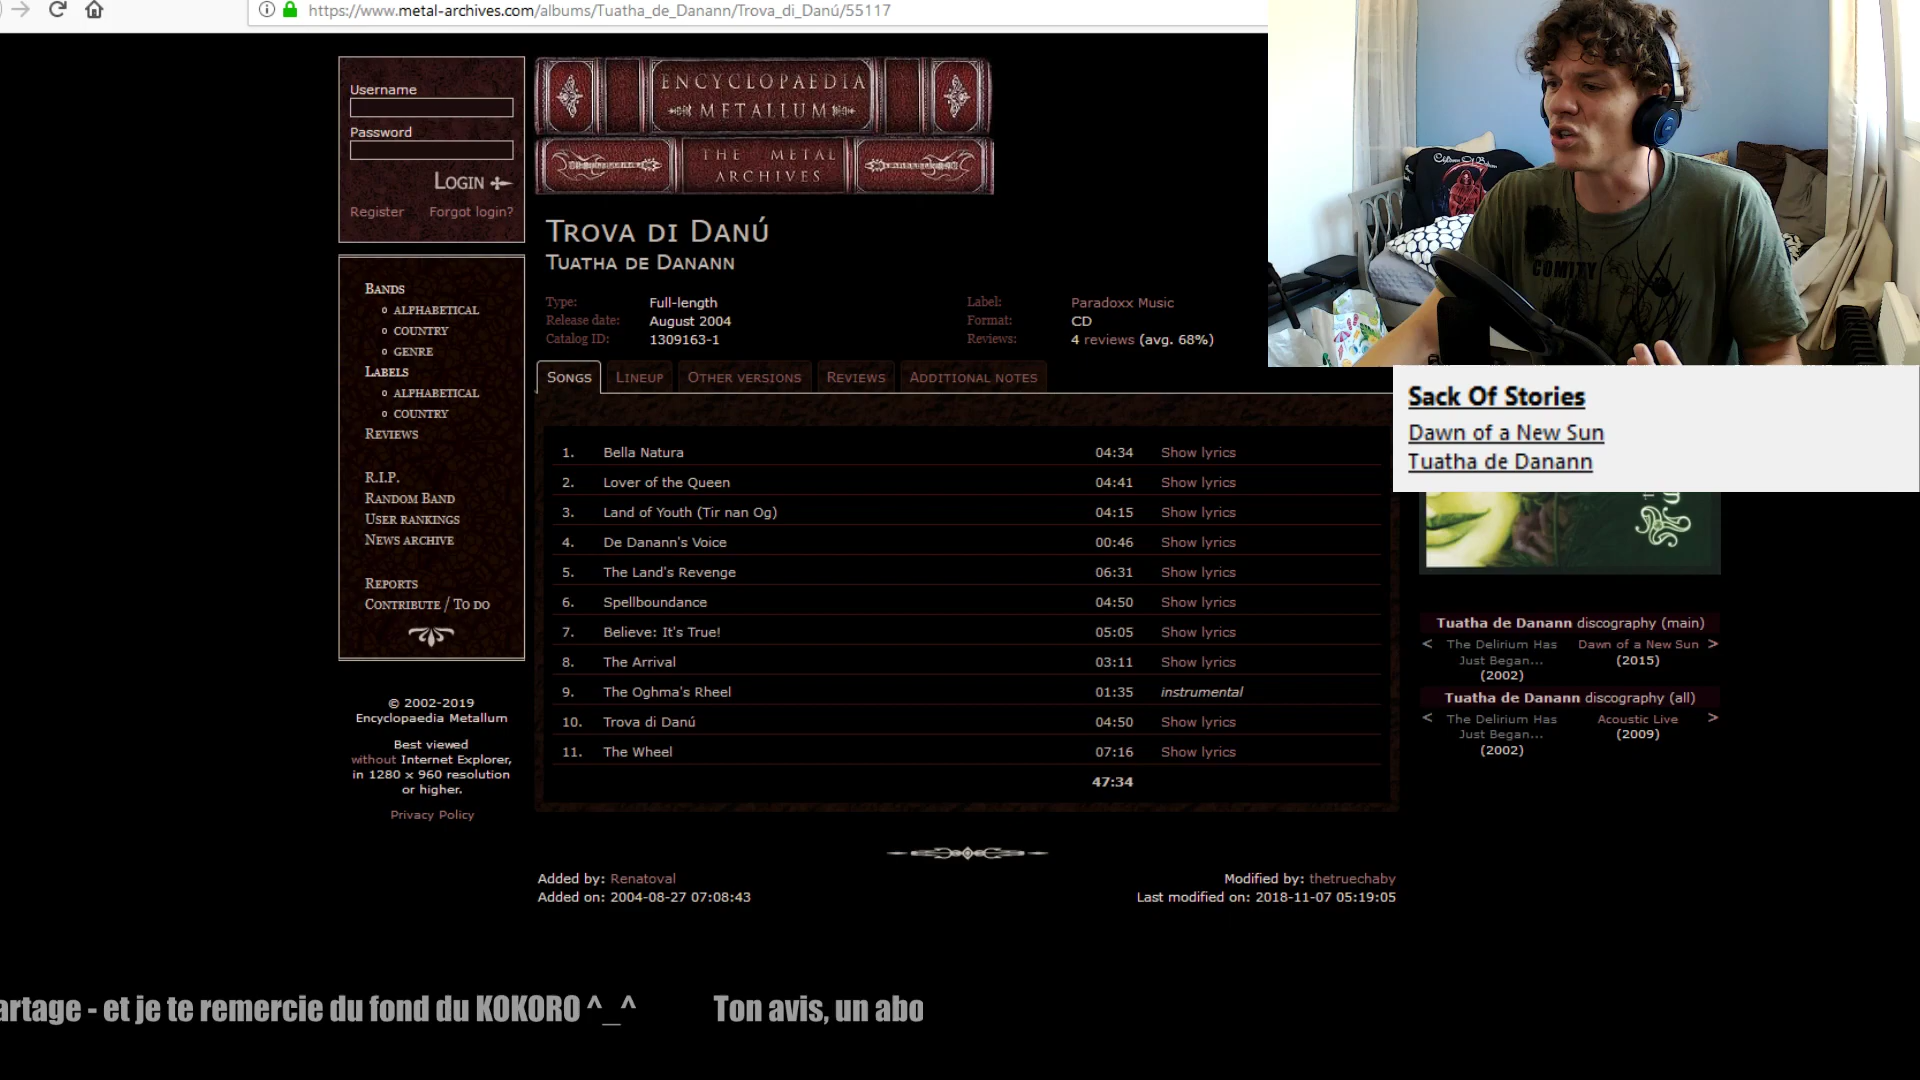 https://www.metal-archives.com/albums/Tuatha_de_Danann/Trova_di_Danú/55117
Username
Password
LOGIN
Register Forgot login?
BANDS
ALPHABETICAL
COUNTRY
GENRE
LABELS
ALPHABETICAL
COUNTRY
REVIEWS
R.I.P.
RANDOM BAND
USER RANKINGS
NEWS ARCHIVE
REPORTS
CONTRIBUTE / TO DO
© 2002-2019
Encyclopaedia Metallum
Best viewed
without Internet Explorer,
in 1280 x 960 resolution
or higher.
Privacy Policy
ENCYCLOPAEDIA
METALLUM
THE METAL
ARCHIVES
TROVA DI DANÚ
TUATHA DE DANANN
Type: Full-length
Release date: August 2004
Catalog ID: 1309163-1
Label: Paradoxx Music
Format: CD
Reviews: 4 reviews (avg. 68%)
SONGS LINEUP OTHER VERSIONS REVIEWS ADDITIONAL NOTES
1. Bella Natura 04:34 Show lyrics
2. Lover of the Queen 04:41 Show lyrics
3. Land of Youth (Tir nan Og) 04:15 Show lyrics
4. De Danann's Voice 00:46 Show lyrics
5. The Land's Revenge 06:31 Show lyrics
6. Spellboundance 04:50 Show lyrics
7. Believe: It's True! 05:05 Show lyrics
8. The Arrival 03:11 Show lyrics
9. The Oghma's Rheel 01:35 instrumental
10. Trova di Danú 04:50 Show lyrics
11. The Wheel 07:16 Show lyrics
47:34
Added by: Renatoval
Added on: 2004-08-27 07:08:43
Modified by: thetruechaby
Last modified on: 2018-11-07 05:19:05
Children Of Bodom
COMITY
Sack Of Stories
Dawn of a New Sun
Tuatha de Danann
Tuatha de Danann discography (main)
< The Delirium Has
Just Began...
(2002)
Dawn of a New Sun >
(2015)
Tuatha de Danann discography (all)
< The Delirium Has
Just Began...
(2002)
Acoustic Live >
(2009)
artage - et je te remercie du fond du KOKORO ^_^ Ton avis, un abo